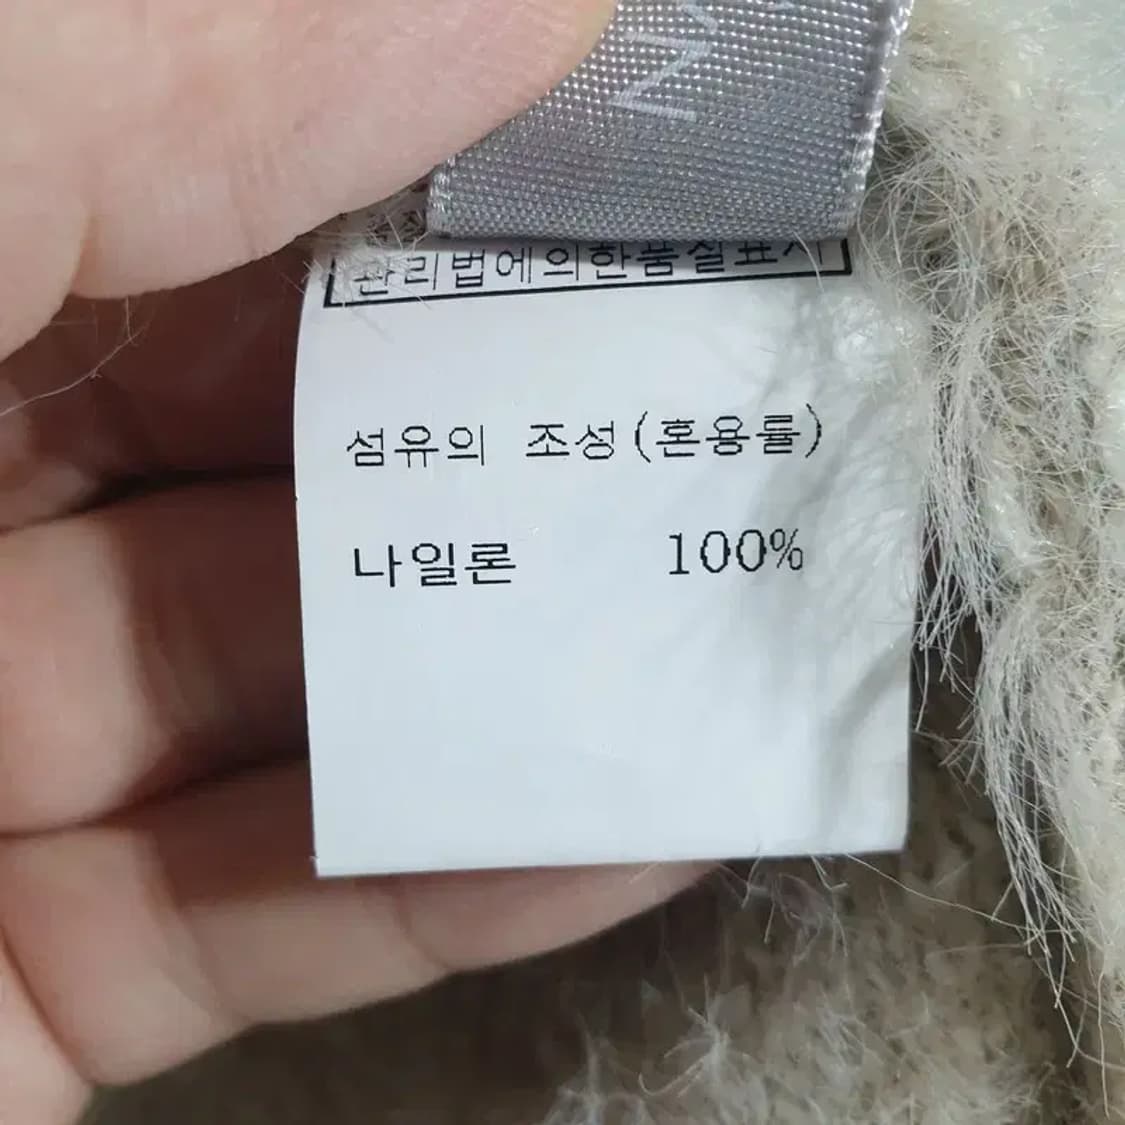 관리법에의한품질표시
섬유의 조성(혼용률)
나일론 100%